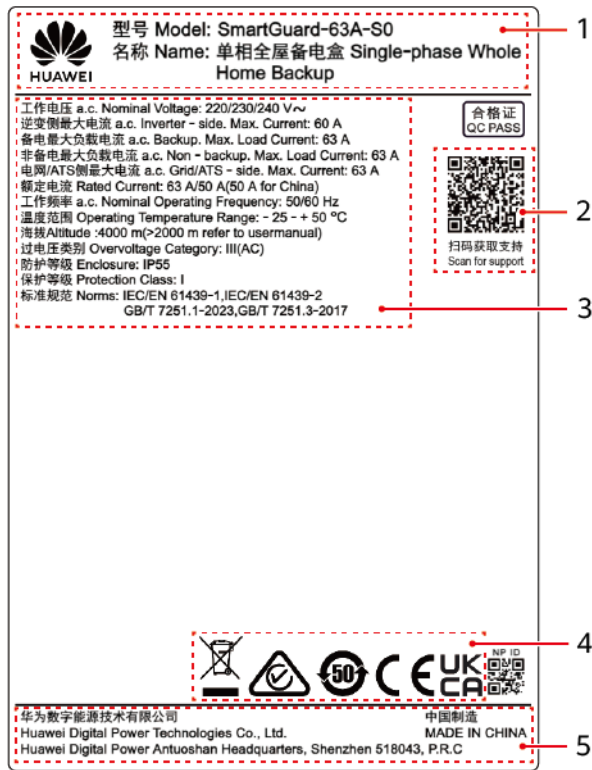 型号 Model: SmartGuard-63A-S0
名称 Name: 单相全屋备电盒 Single-phase Whole
Home Backup
HUAWEI
1
工作电压 a.c. Nominal Voltage: 220/230/240 V～
逆变侧最大电流 a.c. Inverter - side. Max. Current: 60 A
备电最大负载电流 a.c. Backup. Max. Load Current: 63 A
非备电最大负载电流 a.c. Non - backup. Max. Load Current: 63 A
电网/ATS侧最大电流 a.c. Grid/ATS - side. Max. Current: 63 A
额定电流 Rated Current: 63 A/50 A(50 A for China)
工作频率 a.c. Nominal Operating Frequency: 50/60 Hz
温度范围 Operating Temperature Range: - 25 - + 50 ºC
海拔Altitude :4000 m(>2000 m refer to usermanual)
过电压类别 Overvoltage Category: III(AC)
防护等级 Enclosure: IP55
保护等级 Protection Class: I
标准规范 Norms: IEC/EN 61439-1,IEC/EN 61439-2
GB/T 7251.1-2023,GB/T 7251.3-2017
合格证
QC PASS
扫码获取支持
Scan for support
2
3
50
CE
UK
CA
NP ID
4
华为数字能源技术有限公司
中国制造
Huawei Digital Power Technologies Co., Ltd.
MADE IN CHINA
Huawei Digital Power Antuoshan Headquarters, Shenzhen 518043, P.R.C
5